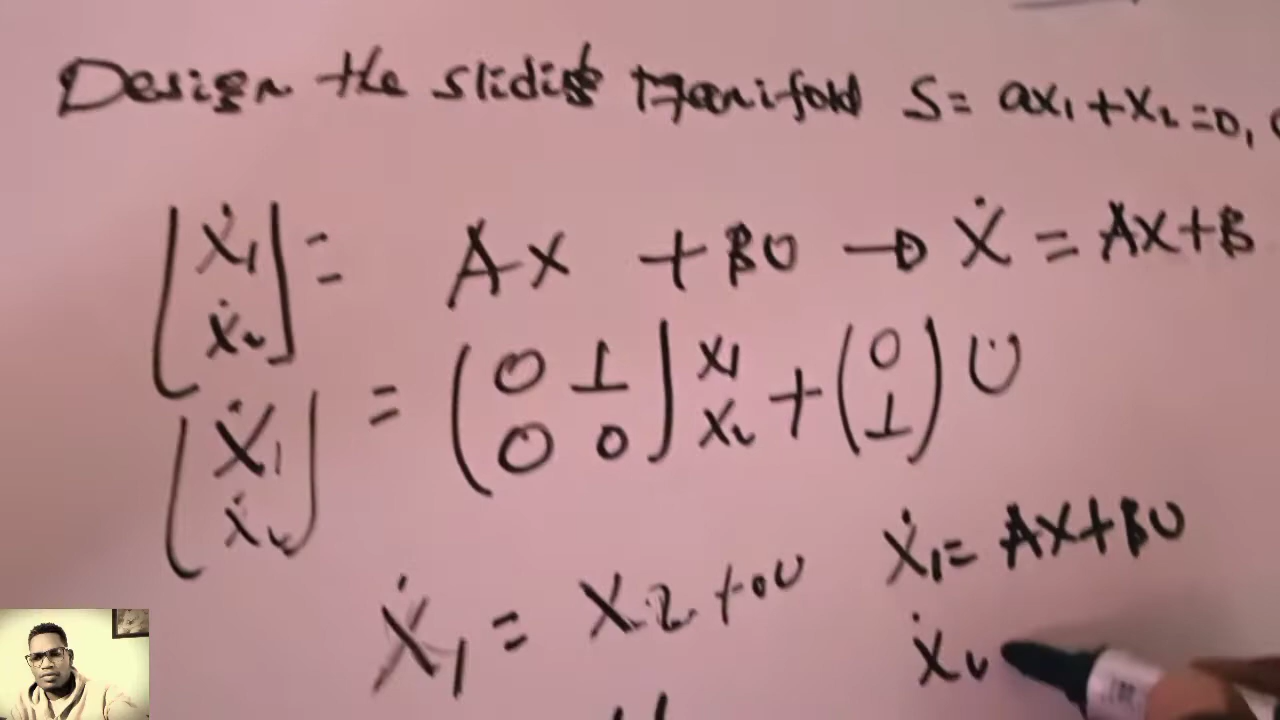 Design the sliding manifold S = ax₁ + x₂ = 0,
[ẋ₁ ẋ₂] = Ax + BU → Ẋ = AX + B
[ẋ₁ ẋ₂] = (0 1 0 0) x₁ x₂ + (0 1) U
ẋ₁ = AX + BU
ẋ₁ = x₂ + 0U
ẋ₂